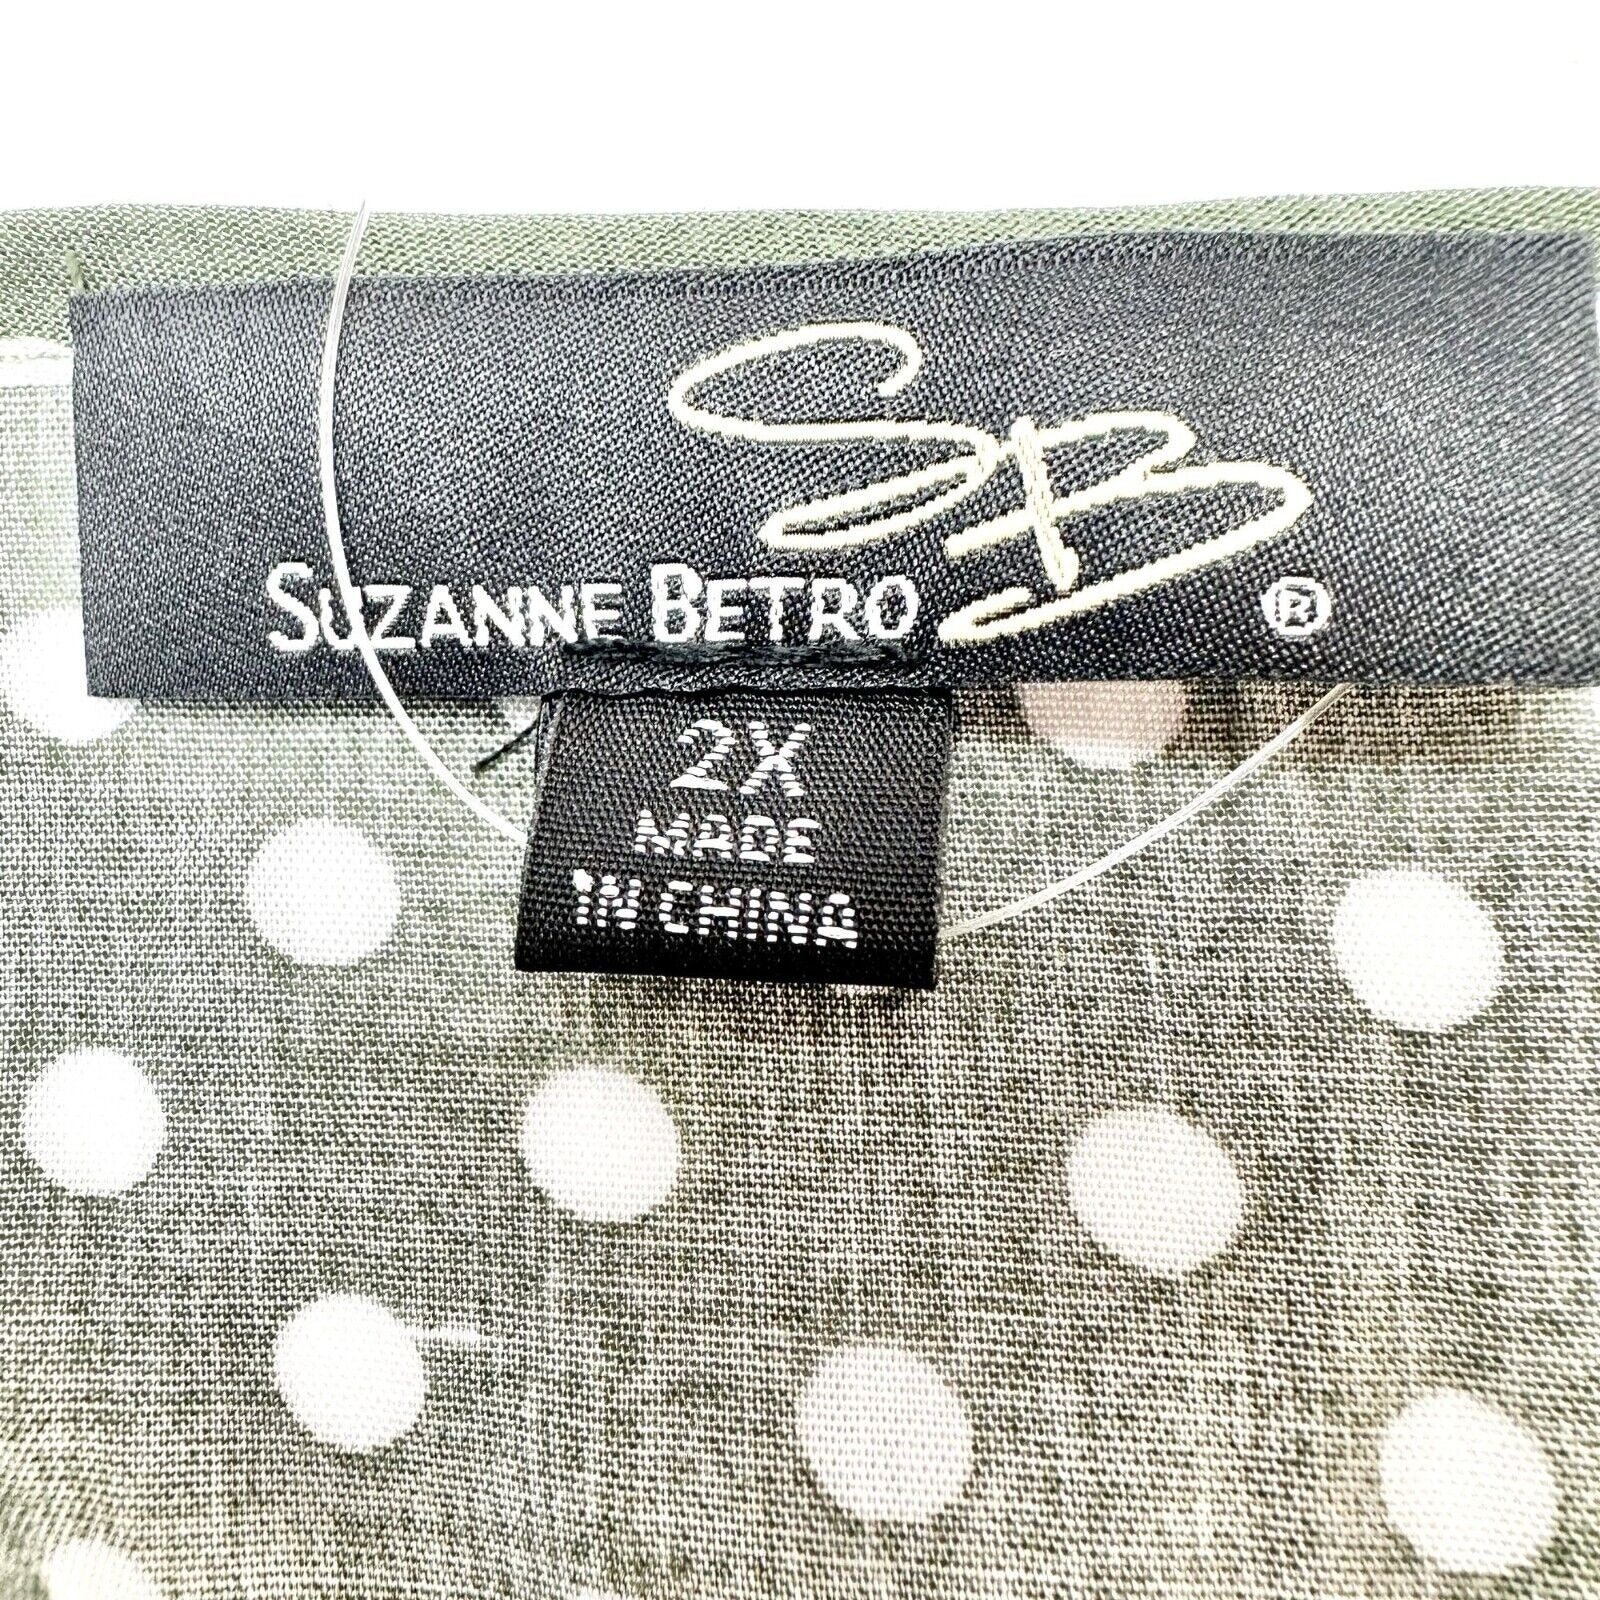 SB
SUZANNE BETRO ®
2X
MADE
IN CHINA